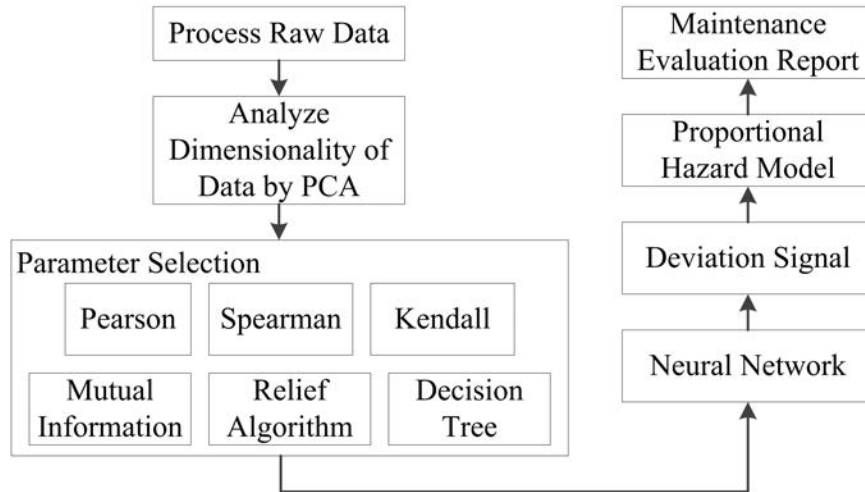 Process Raw Data
Analyze
Dimensionality of
Data by PCA
Parameter Selection
Pearson
Spearman
Kendall
Mutual
Information
Relief
Algorithm
Decision
Tree
Neural Network
Deviation Signal
Proportional
Hazard Model
Maintenance
Evaluation Report